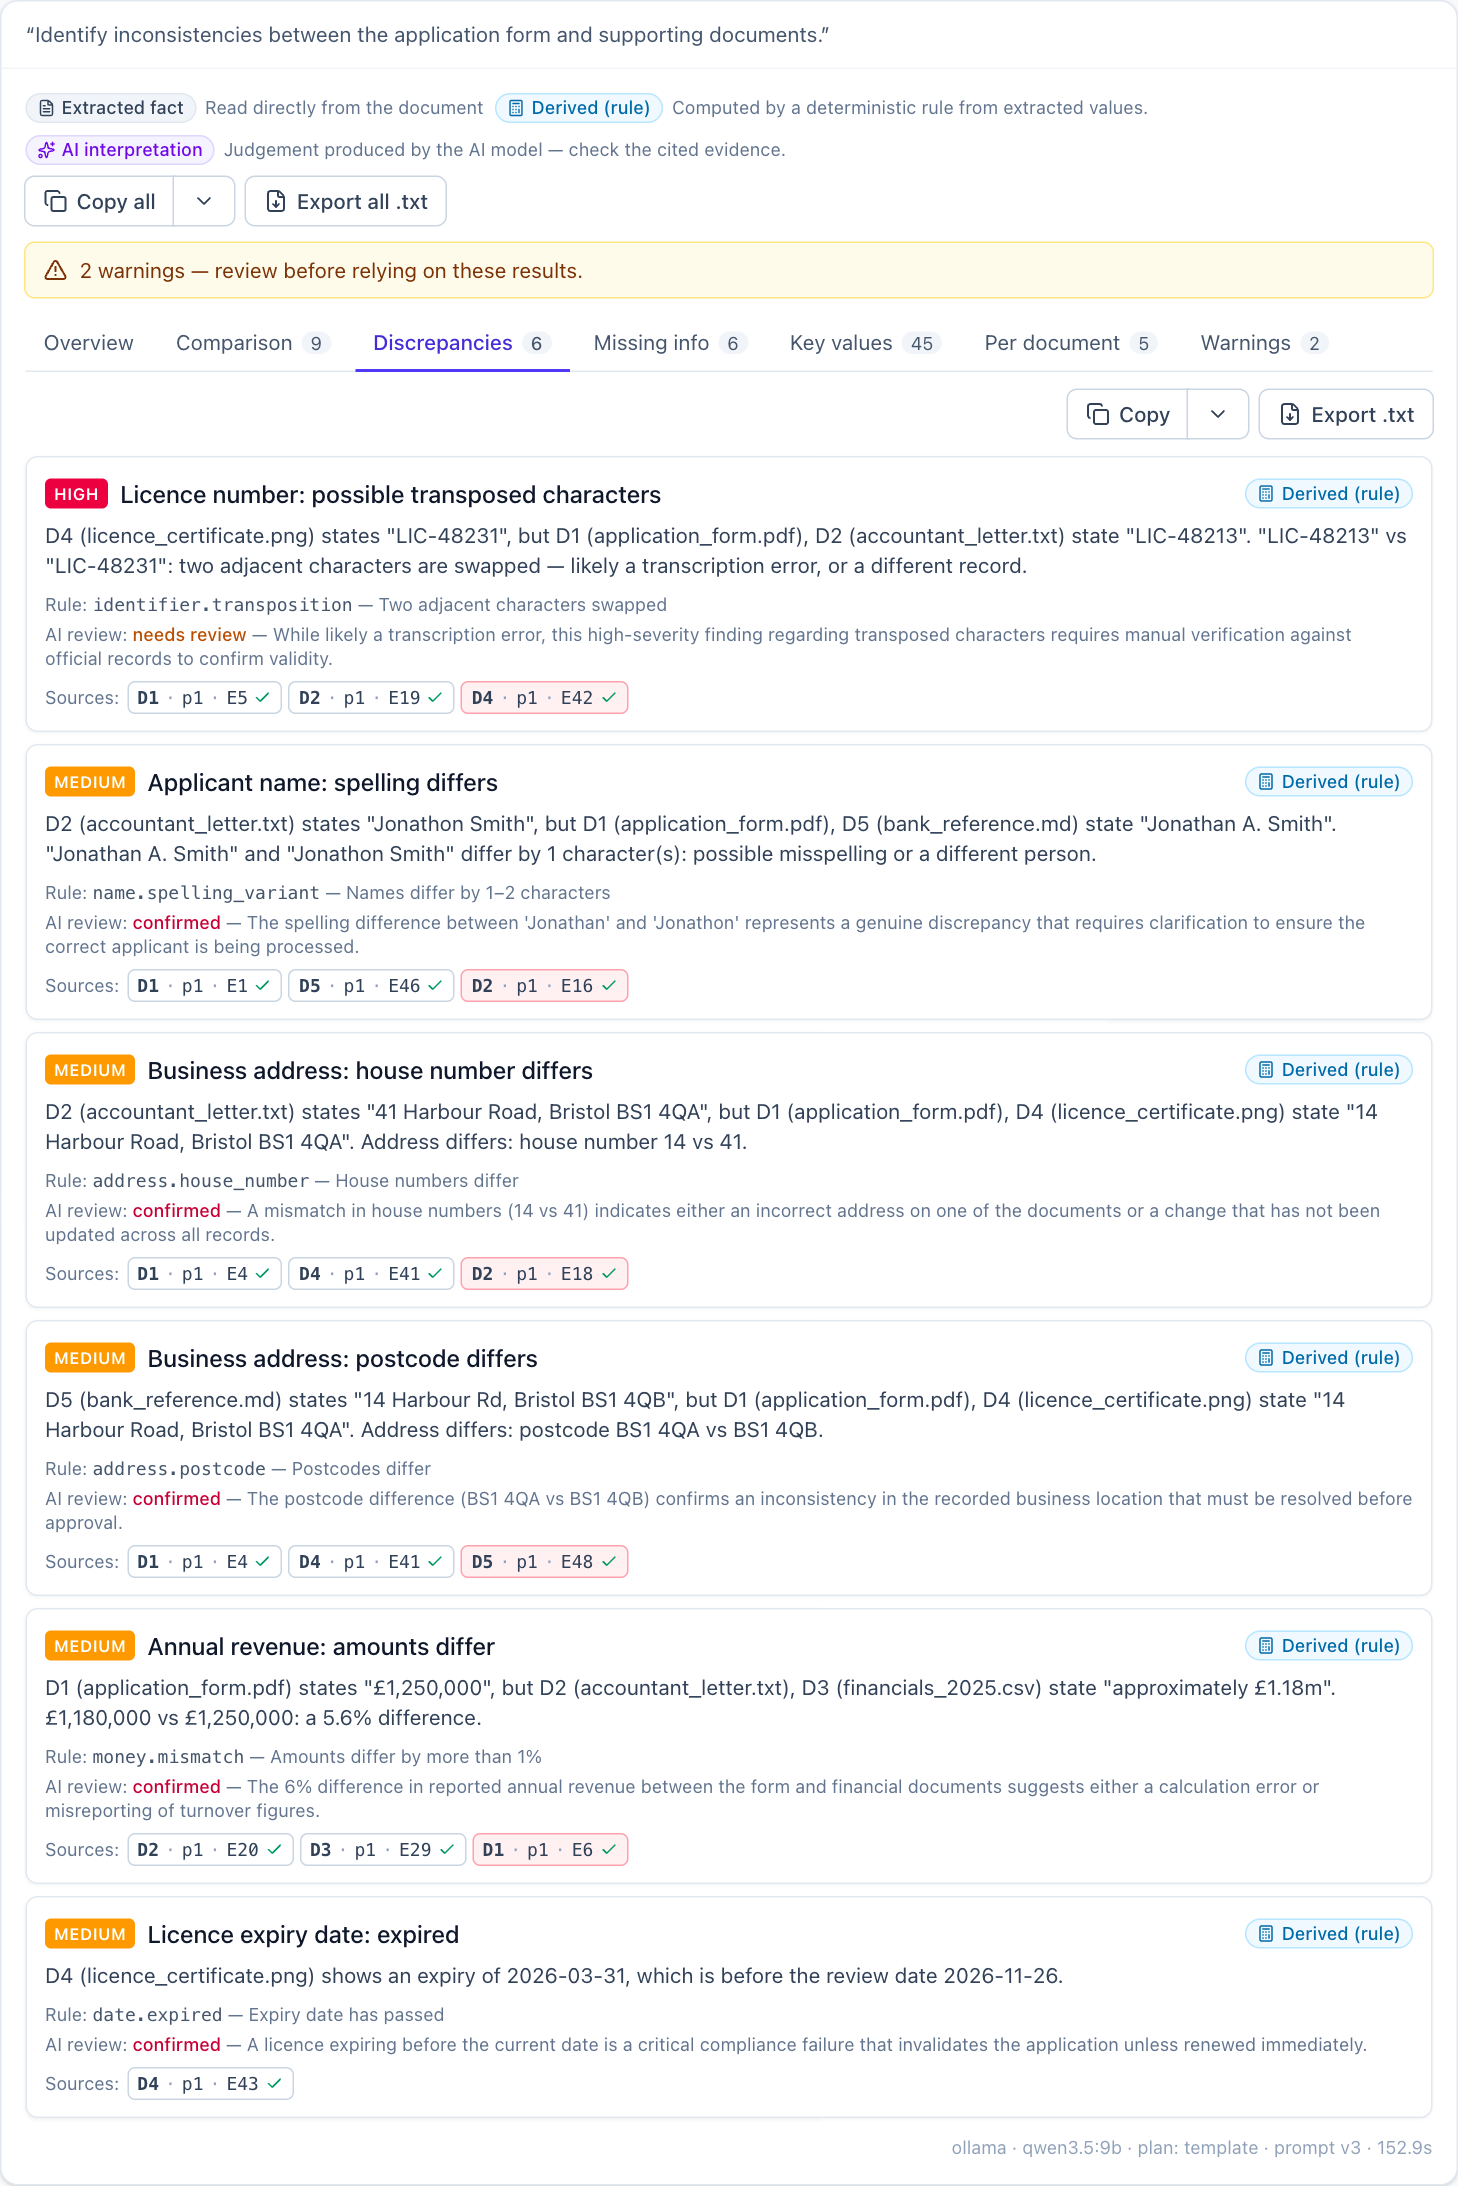 “Identify inconsistencies between the application form and supporting documents.”
Extracted fact Read directly from the document Derived (rule) Computed by a deterministic rule from extracted values.
AI interpretation Judgement produced by the AI model — check the cited evidence.
Copy all Export all .txt
2 warnings — review before relying on these results.
Overview Comparison 9 Discrepancies 6 Missing info 6 Key values 45 Per document 5 Warnings 2
Copy Export .txt
HIGH Licence number: possible transposed characters Derived (rule)
D4 (licence_certificate.png) states "LIC-48231", but D1 (application_form.pdf), D2 (accountant_letter.txt) state "LIC-48213". "LIC-48213" vs
"LIC-48231": two adjacent characters are swapped — likely a transcription error, or a different record.
Rule: identifier.transposition — Two adjacent characters swapped
AI review: needs review — While likely a transcription error, this high-severity finding regarding transposed characters requires manual verification against
official records to confirm validity.
Sources: D1 · p1 · E5 ✓ D2 · p1 · E19 ✓ D4 · p1 · E42 ✓
MEDIUM Applicant name: spelling differs Derived (rule)
D2 (accountant_letter.txt) states "Jonathon Smith", but D1 (application_form.pdf), D5 (bank_reference.md) state "Jonathan A. Smith".
"Jonathan A. Smith" and "Jonathon Smith" differ by 1 character(s): possible misspelling or a different person.
Rule: name.spelling_variant — Names differ by 1–2 characters
AI review: confirmed — The spelling difference between 'Jonathan' and 'Jonathon' represents a genuine discrepancy that requires clarification to ensure the
correct applicant is being processed.
Sources: D1 · p1 · E1 ✓ D5 · p1 · E46 ✓ D2 · p1 · E16 ✓
MEDIUM Business address: house number differs Derived (rule)
D2 (accountant_letter.txt) states "41 Harbour Road, Bristol BS1 4QA", but D1 (application_form.pdf), D4 (licence_certificate.png) state "14
Harbour Road, Bristol BS1 4QA". Address differs: house number 14 vs 41.
Rule: address.house_number — House numbers differ
AI review: confirmed — A mismatch in house numbers (14 vs 41) indicates either an incorrect address on one of the documents or a change that has not been
updated across all records.
Sources: D1 · p1 · E4 ✓ D4 · p1 · E41 ✓ D2 · p1 · E18 ✓
MEDIUM Business address: postcode differs Derived (rule)
D5 (bank_reference.md) states "14 Harbour Rd, Bristol BS1 4QB", but D1 (application_form.pdf), D4 (licence_certificate.png) state "14
Harbour Road, Bristol BS1 4QA". Address differs: postcode BS1 4QA vs BS1 4QB.
Rule: address.postcode — Postcodes differ
AI review: confirmed — The postcode difference (BS1 4QA vs BS1 4QB) confirms an inconsistency in the recorded business location that must be resolved before
approval.
Sources: D1 · p1 · E4 ✓ D4 · p1 · E41 ✓ D5 · p1 · E48 ✓
MEDIUM Annual revenue: amounts differ Derived (rule)
D1 (application_form.pdf) states "£1,250,000", but D2 (accountant_letter.txt), D3 (financials_2025.csv) state "approximately £1.18m".
£1,180,000 vs £1,250,000: a 5.6% difference.
Rule: money.mismatch — Amounts differ by more than 1%
AI review: confirmed — The 6% difference in reported annual revenue between the form and financial documents suggests either a calculation error or
misreporting of turnover figures.
Sources: D2 · p1 · E20 ✓ D3 · p1 · E29 ✓ D1 · p1 · E6 ✓
MEDIUM Licence expiry date: expired Derived (rule)
D4 (licence_certificate.png) shows an expiry of 2026-03-31, which is before the review date 2026-11-26.
Rule: date.expired — Expiry date has passed
AI review: confirmed — A licence expiring before the current date is a critical compliance failure that invalidates the application unless renewed immediately.
Sources: D4 · p1 · E43 ✓
ollama · qwen3.5:9b · plan: template · prompt v3 · 152.9s